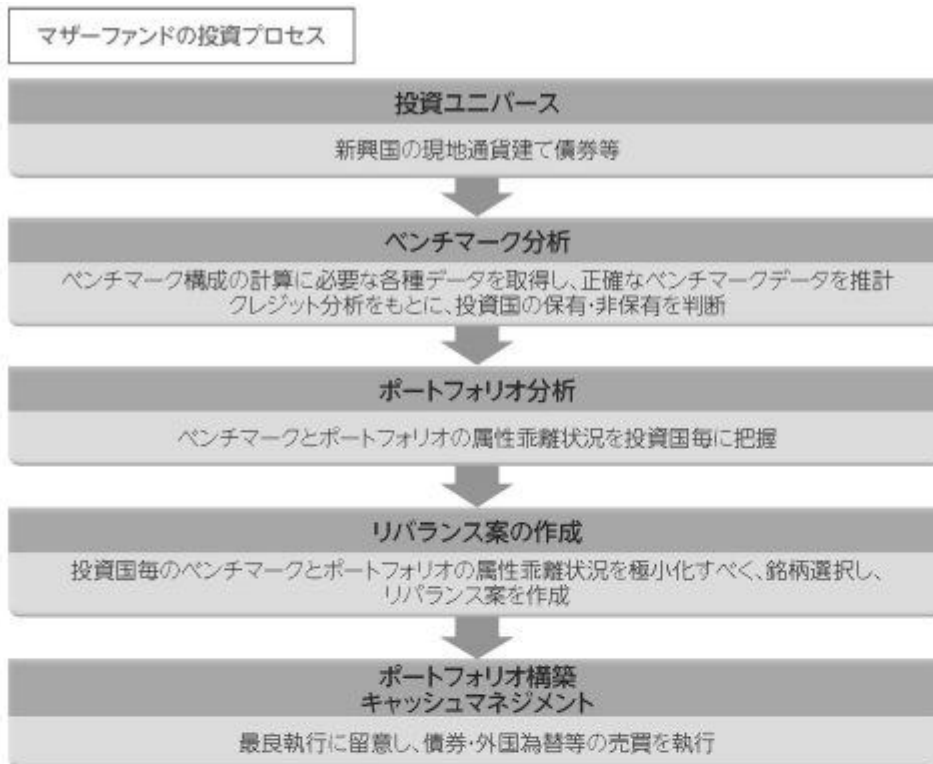 マザーファンドの投資プロセス
投資ユニバース
新興国の現地通貨建て債券等
ベンチマーク分析
ベンチマーク構成の計算に必要な各種データを取得し、正確なベンチマークデータを推計
クレジット分析をもとに、投資国の保有・非保有を判断
ポートフォリオ分析
ベンチマークとポートフォリオの属性乖離状況を投資国毎に把握
リバランス案の作成
投資国毎のベンチマークとポートフォリオの属性乖離状況を極小化すべく、銘柄選択し、
リバランス案を作成
ポートフォリオ構築
キャッシュマネジメント
最良執行に留意し、債券・外国為替等の売買を執行